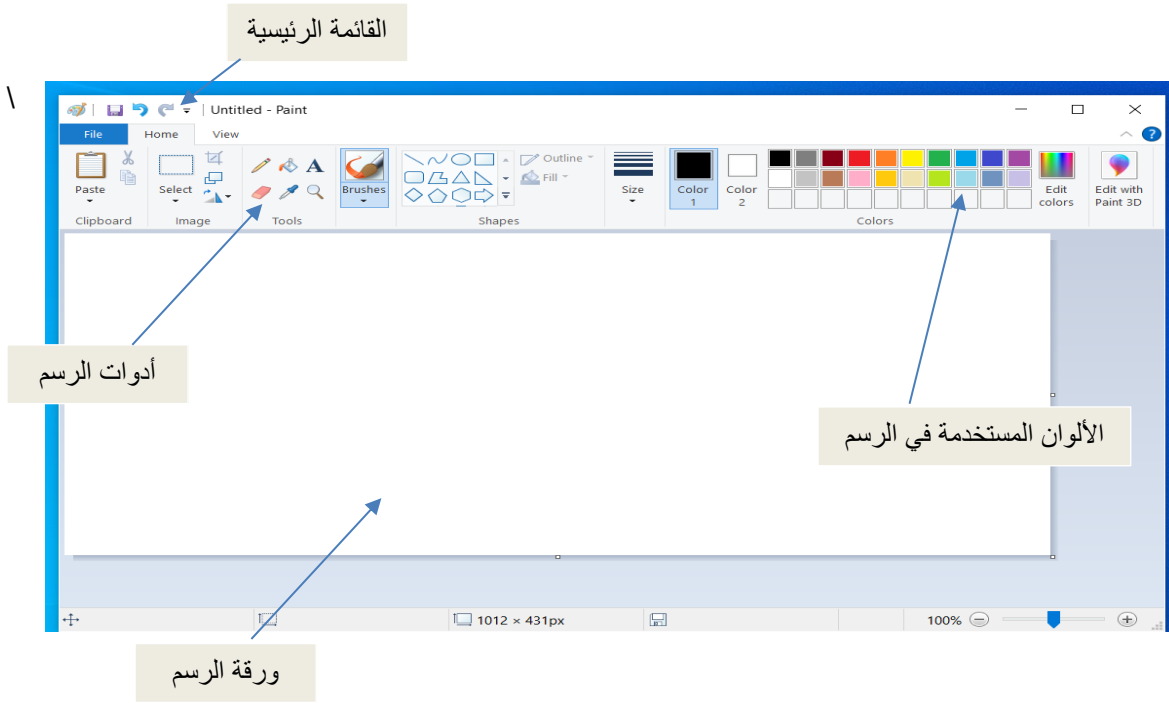 القائمة الرئيسية
\
Untitled - Paint
File Home View
Paste Select Brushes Outline Fill Size Color 1 Color 2 Edit colors Edit with Paint 3D
Clipboard Image Tools Shapes Colors
أدوات الرسم
الألوان المستخدمة في الرسم
1012 × 431px 100%
ورقة الرسم